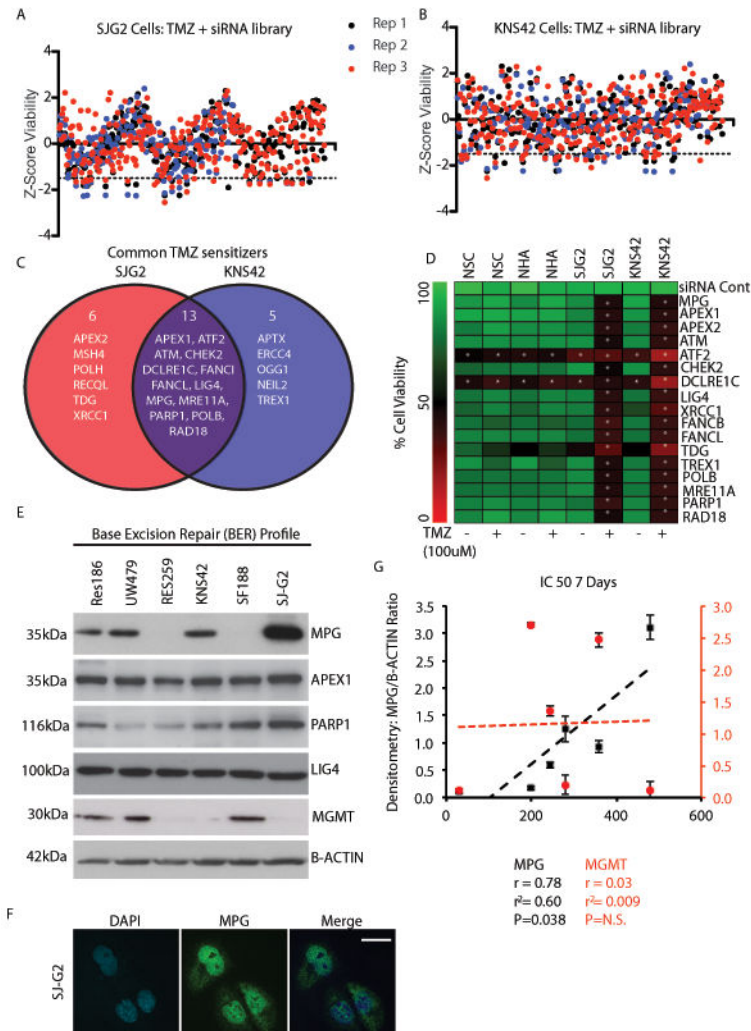 A
SJG2 Cells: TMZ + siRNA library
Z-Score Viability
4
2
0
-2
-4
Rep 1
Rep 2
Rep 3
B
KNS42 Cells: TMZ + siRNA library
Z-Score Viability
4
2
0
-2
-4
C
Common TMZ sensitizers
SJG2
KNS42
6
APEX2
MSH4
POLH
RECQL
TDG
XRCC1
13
APEX1, ATF2
ATM, CHEK2
DCLRE1C, FANCI
FANCL, LIG4,
MPG, MRE11A,
PARP1, POLB,
RAD18
5
APTX
ERCC4
OGG1
NEIL2
TREX1
D
NSC
NSC
NHA
NHA
SJG2
SJG2
KNS42
KNS42
% Cell Viability
100
50
0
siRNA Cont
MPG
APEX1
APEX2
ATM
ATF2
CHEK2
DCLRE1C
LIG4
XRCC1
FANCB
FANCL
TDG
TREX1
POLB
MRE11A
PARP1
RAD18
TMZ - + - + - + - +
(100uM)
E
Base Excision Repair (BER) Profile
Res186
UW479
RES259
KNS42
SF188
SJ-G2
35kDa MPG
35kDa APEX1
116kDa PARP1
100kDa LIG4
30kDa MGMT
42kDa B-ACTIN
F
DAPI
MPG
Merge
SJ-G2
G
IC 50 7 Days
Densitometry: MPG/B-ACTIN Ratio
3.5
3.0
2.5
2.0
1.5
1.0
0.5
0.0
3.0
2.5
2.0
1.5
1.0
0.5
0.0
0 200 400 600
MPG
r = 0.78
r²= 0.60
P=0.038
MGMT
r = 0.03
r²= 0.009
P=N.S.